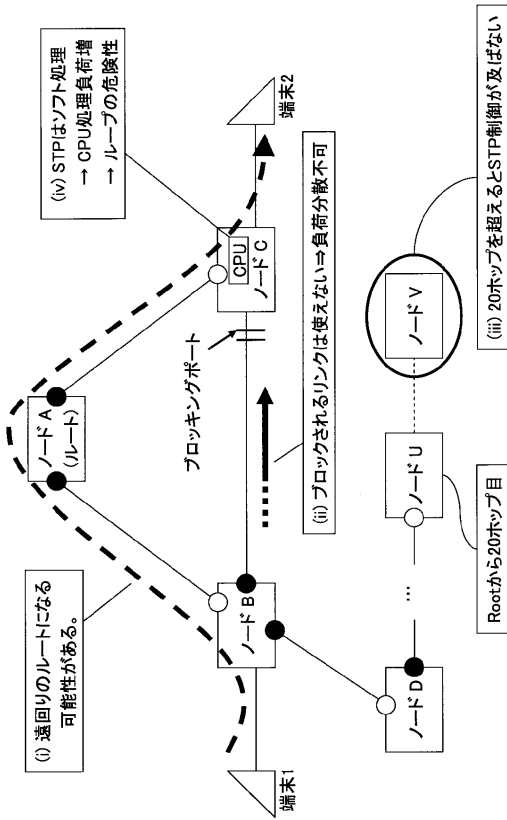 (i) 遠回りのルートになる
可能性がある。
(iv) STPはソフト処理
→ CPU処理負荷増
→ ループの危険性
ノード A
(ルート)
ブロッキングポート
CPU
ノード C
端末2
端末1
ノード B
(ii) ブロックされるリンクは使えない⇒負荷分散不可
ノード D
…
ノード U
ノード V
Rootから20ホップ目
(iii) 20ホップを超えるとSTP制御が及ばない